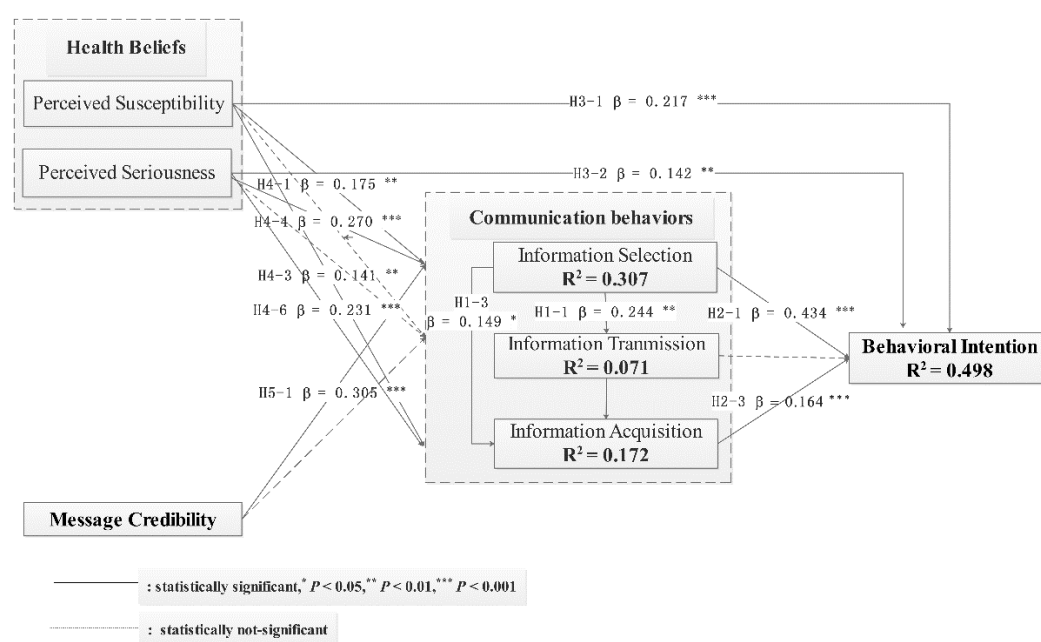 Health Beliefs
Perceived Susceptibility
Perceived Seriousness
H3-1 β = 0.217 ***
H3-2 β = 0.142 **
H4-1 β = 0.175 **
H4-4 β = 0.270 ***
H4-3 β = 0.141 **
H4-6 β = 0.231 ***
H5-1 β = 0.305 ***
Communication behaviors
Information Selection
R² = 0.307
H1-3
β = 0.149 *
H1-1 β = 0.244 **
Information Tranmission
R² = 0.071
Information Acquisition
R² = 0.172
H2-1 β = 0.434 ***
H2-3 β = 0.164 ***
Behavioral Intention
R² = 0.498
Message Credibility
: statistically significant,* P < 0.05,** P < 0.01,*** P < 0.001
: statistically not-significant